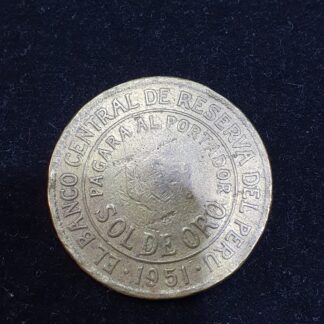 EL BANCO CENTRAL DE RESERVA DEL PERU
PAGARA AL PORTADOR
SOL DE ORO
· 1951 ·